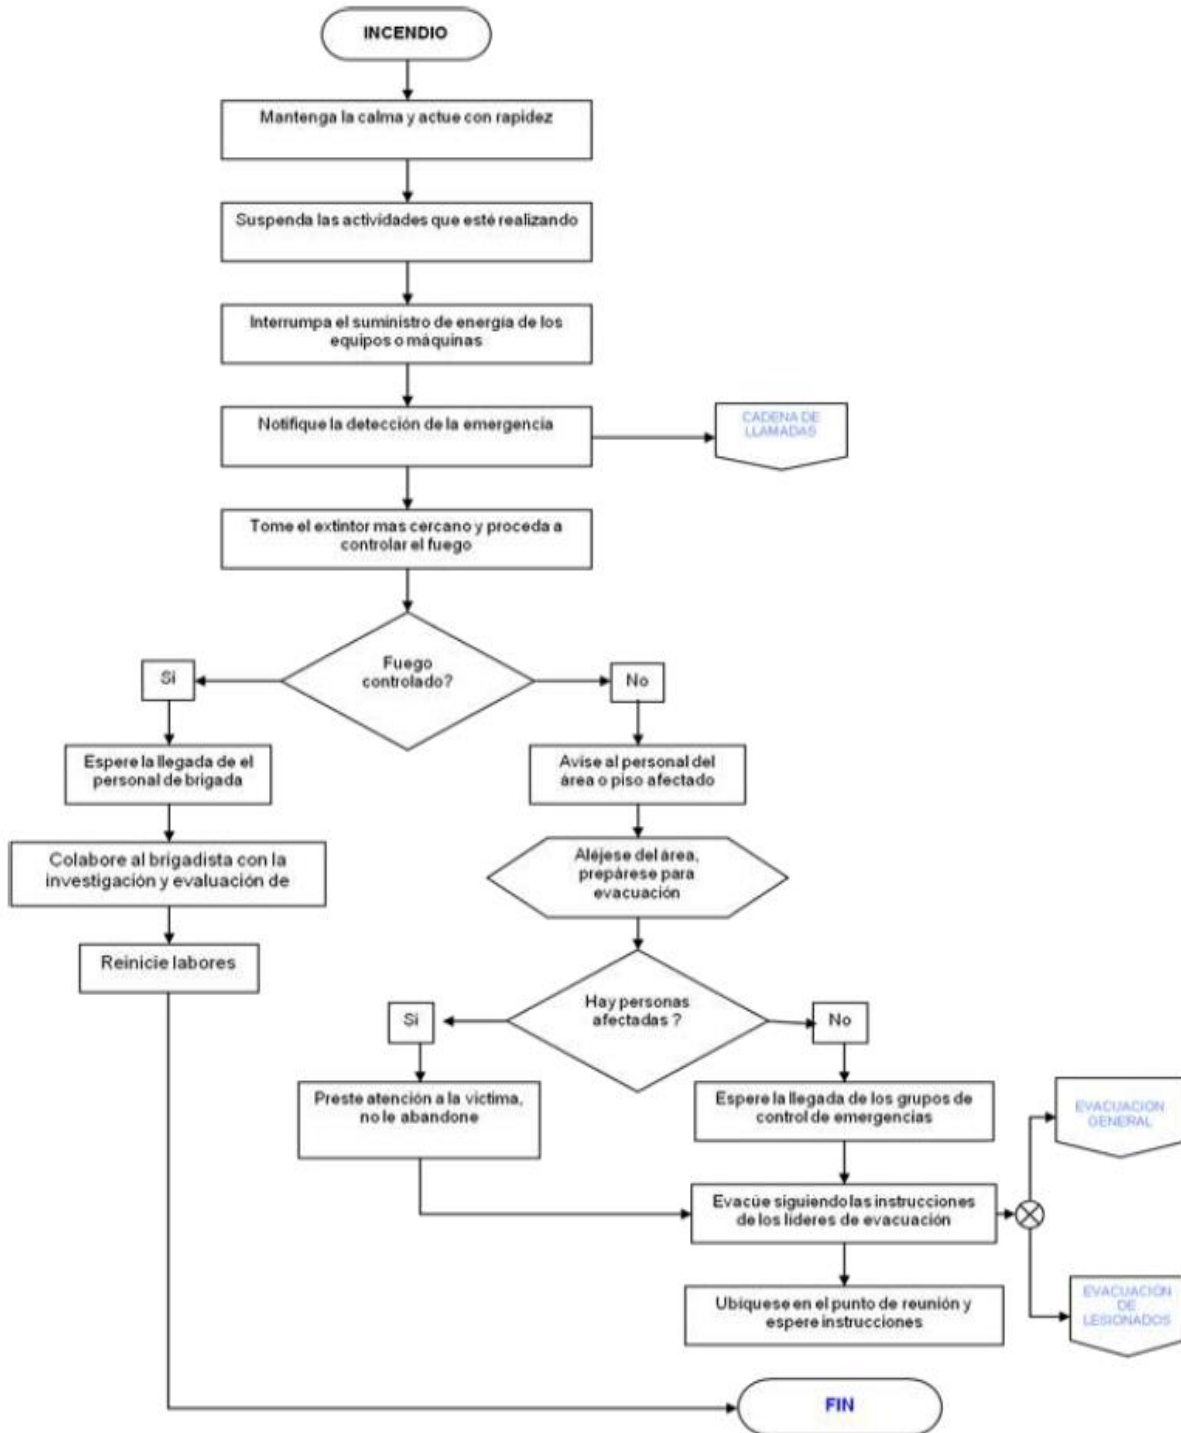 INCENDIO
Mantenga la calma y actue con rapidez
Suspenda las actividades que esté realizando
Interrumpa el suministro de energía de los
equipos o máquinas
Notifique la detección de la emergencia
CADENA DE
LLAMADAS
Tome el extintor mas cercano y proceda a
controlar el fuego
Fuego
controlado?
Si
No
Espere la llegada de el
personal de brigada
Avise al personal del
área o piso afectado
Colabore al brigadista con la
investigación y evaluación de
Aléjese del área,
prepárese para
evacuación
Reinicie labores
Hay personas
afectadas ?
Si
No
Preste atención a la víctima,
no le abandone
Espere la llegada de los grupos de
control de emergencias
EVACUACIÓN
GENERAL
Evacúe siguiendo las instrucciones
de los líderes de evacuación
Ubíquese en el punto de reunión y
espere instrucciones
EVACUACIÓN
DE
LESIONADOS
FIN